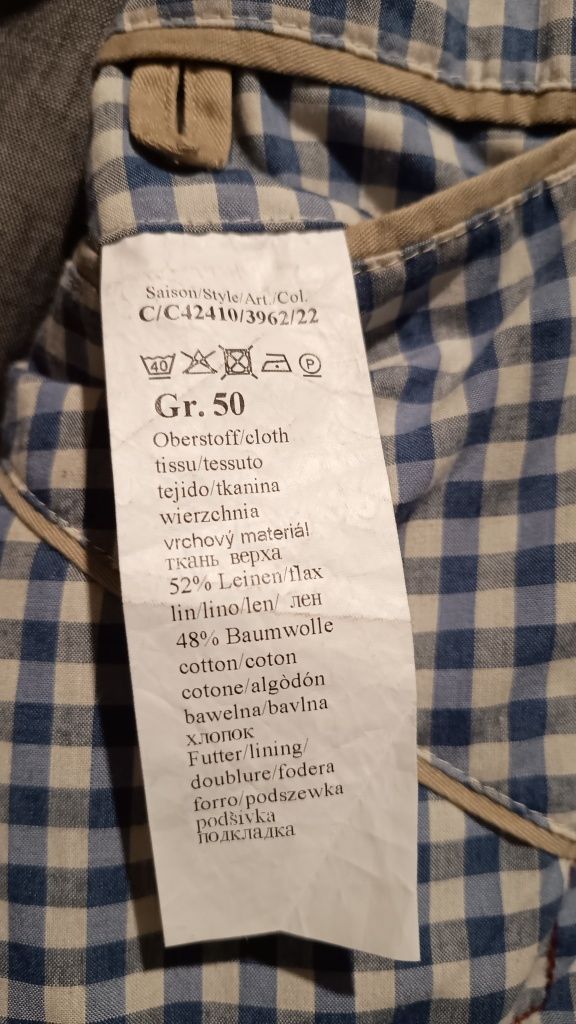 Saison/Style/Art./Col.
C/C42410/3962/22
40 P
Gr. 50
Oberstoff/cloth
tissu/tessuto
tejido/tkanina
wierzchnia
vrchový materiál
ткань верха
52% Leinen/flax
lin/lino/len/ лен
48% Baumwolle
cotton/coton
cotone/algòdón
bawelna/bavlna
хлопок
Futter/lining/
doublure/fodera
forro/podszewka
podšívka
подкладка